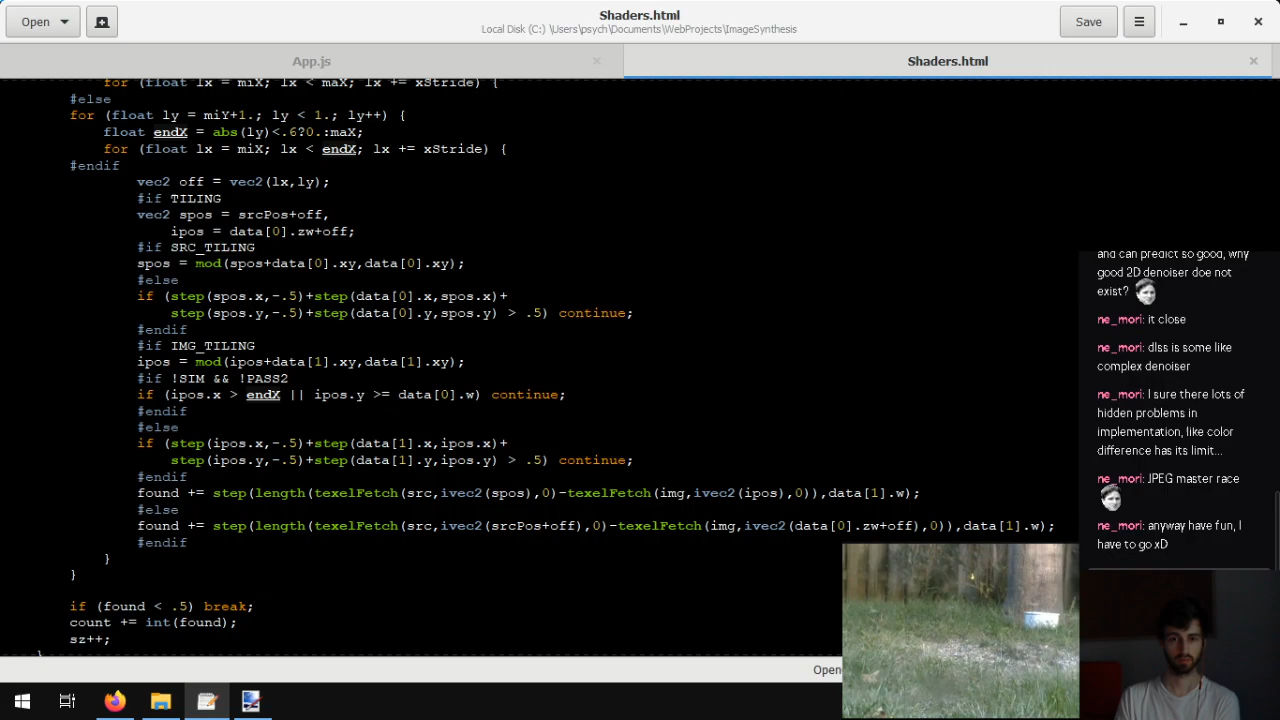 Open
Shaders.html
Local Disk (C:) \Users\psych\Documents\WebProjects\ImageSynthesis
Save
App.js
Shaders.html
for (float lx = miX; lx < maX; lx += xStride) {
#else
for (float ly = miY+1.; ly < 1.; ly++) {
float endX = abs(ly)<.6?0.:maX;
for (float lx = miX; lx < endX; lx += xStride) {
#endif
vec2 off = vec2(lx,ly);
#if TILING
vec2 spos = srcPos+off,
ipos = data[0].zw+off;
#if SRC_TILING
spos = mod(spos+data[0].xy,data[0].xy);
#else
if (step(spos.x,-.5)+step(data[0].x,spos.x)+
step(spos.y,-.5)+step(data[0].y,spos.y) > .5) continue;
#endif
#if IMG_TILING
ipos = mod(ipos+data[1].xy,data[1].xy);
#if !SIM && !PASS2
if (ipos.x > endX || ipos.y >= data[0].w) continue;
#endif
#else
if (step(ipos.x,-.5)+step(data[1].x,ipos.x)+
step(ipos.y,-.5)+step(data[1].y,ipos.y) > .5) continue;
#endif
found += step(length(texelFetch(src,ivec2(spos),0)-texelFetch(img,ivec2(ipos),0)),data[1].w);
#else
found += step(length(texelFetch(src,ivec2(srcPos+off),0)-texelFetch(img,ivec2(data[0].zw+off),0)),data[1].w);
#endif
}
}
if (found < .5) break;
count += int(found);
sz++;
}
Open
and can predict so good, why
good 2D denoiser doe not
exist?
ne_mori: it close
ne_mori: dlss is some like
complex denoiser
ne_mori: I sure there lots of
hidden problems in
implementation, like color
difference has its limit...
ne_mori: JPEG master race
ne_mori: anyway have fun, I
have to go xD